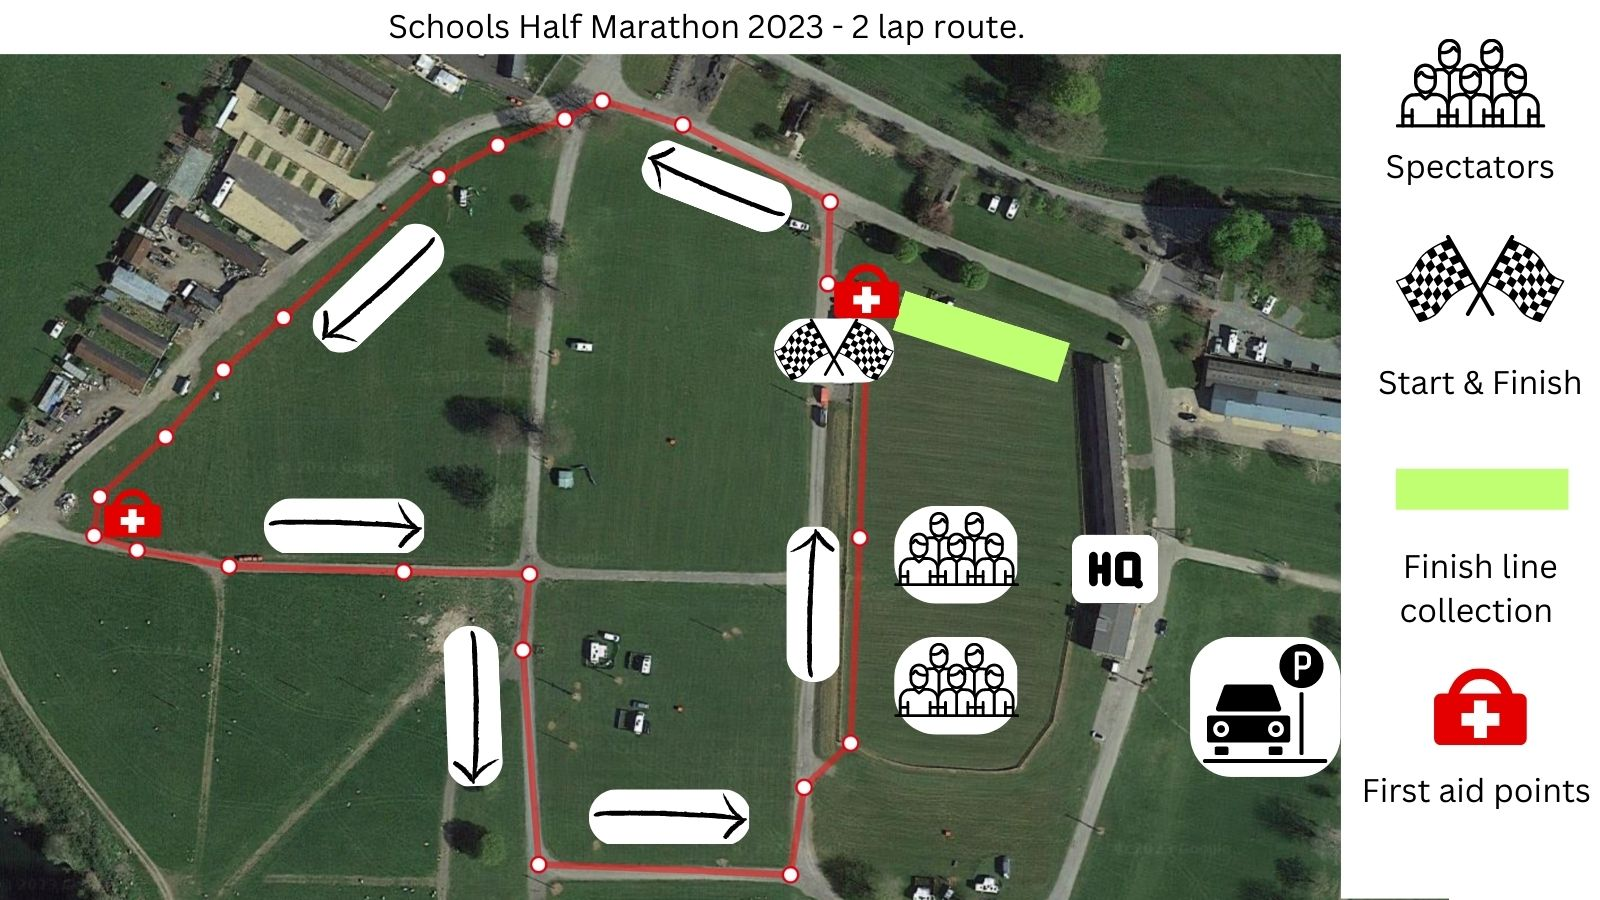 Schools Half Marathon 2023 - 2 lap route.
Spectators
Start & Finish
Finish line
collection
First aid points
HQ
P